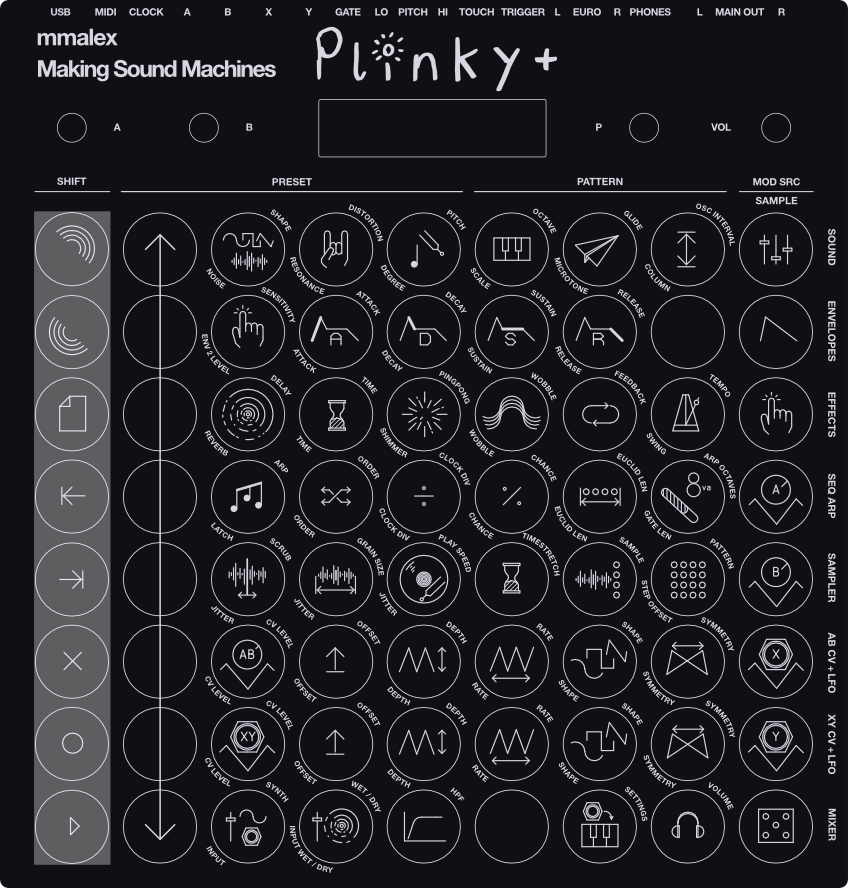 USB MIDI CLOCK A B X Y GATE LO PITCH HI TOUCH TRIGGER L EURO R PHONES L MAIN OUT R
mmalex
Making Sound Machines
Plinky+
A B P VOL
SHIFT PRESET PATTERN MOD SRC
SAMPLE
SHAPE DISTORTION PITCH OCTAVE GLIDE OSC INTERVAL SOUND
NOISE RESONANCE DEGREE SCALE MICROTONE COLUMN
SENSITIVITY ATTACK DECAY SUSTAIN RELEASE ENVELOPES
A D S R
ENV 2 LEVEL ATTACK DECAY SUSTAIN RELEASE
DELAY TIME PINGPONG WOBBLE FEEDBACK TEMPO EFFECTS
REVERB TIME SHIMMER WOBBLE SWING
ARP ORDER CLOCK DIV CHANCE EUCLID LEN ARP OCTAVES SEQ ARP
8va A
LATCH ORDER CLOCK DIV CHANCE EUCLID LEN GATE LEN
SCRUB GRAIN SIZE PLAY SPEED TIMESTRETCH SAMPLE PATTERN SAMPLER
B
JITTER JITTER JITTER STEP OFFSET
CV LEVEL OFFSET DEPTH RATE SHAPE SYMMETRY AB CV + LFO
AB X
CV LEVEL OFFSET DEPTH RATE SHAPE SYMMETRY
CV LEVEL OFFSET DEPTH RATE SHAPE SYMMETRY XY CV + LFO
XY Y
CV LEVEL OFFSET DEPTH RATE SHAPE SYMMETRY
SYNTH WET / DRY HPF SETTINGS VOLUME MIXER
INPUT INPUT WET / DRY